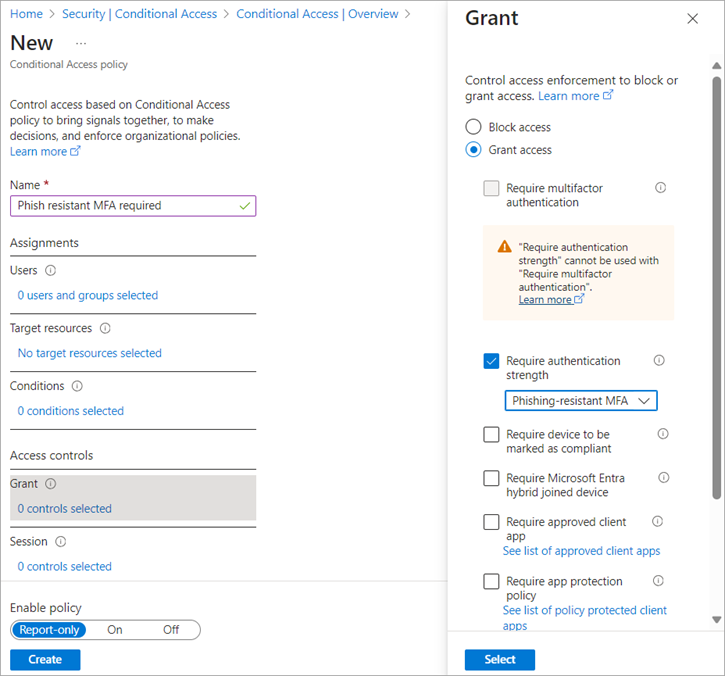 Home > Security | Conditional Access > Conditional Access | Overview >
New ...
Conditional Access policy
Control access based on Conditional Access
policy to bring signals together, to make
decisions, and enforce organizational policies.
Learn more
Name *
Phish resistant MFA required
Assignments
Users
0 users and groups selected
Target resources
No target resources selected
Conditions
0 conditions selected
Access controls
Grant
0 controls selected
Session
0 controls selected
Enable policy
Report-only On Off
Create
Grant
Control access enforcement to block or
grant access. Learn more
Block access
Grant access
Require multifactor
authentication
"Require authentication
strength" cannot be used with
"Require multifactor
authentication".
Learn more
Require authentication
strength
Phishing-resistant MFA
Require device to be
marked as compliant
Require Microsoft Entra
hybrid joined device
Require approved client
app
See list of approved client apps
Require app protection
policy
See list of policy protected client
apps
Select